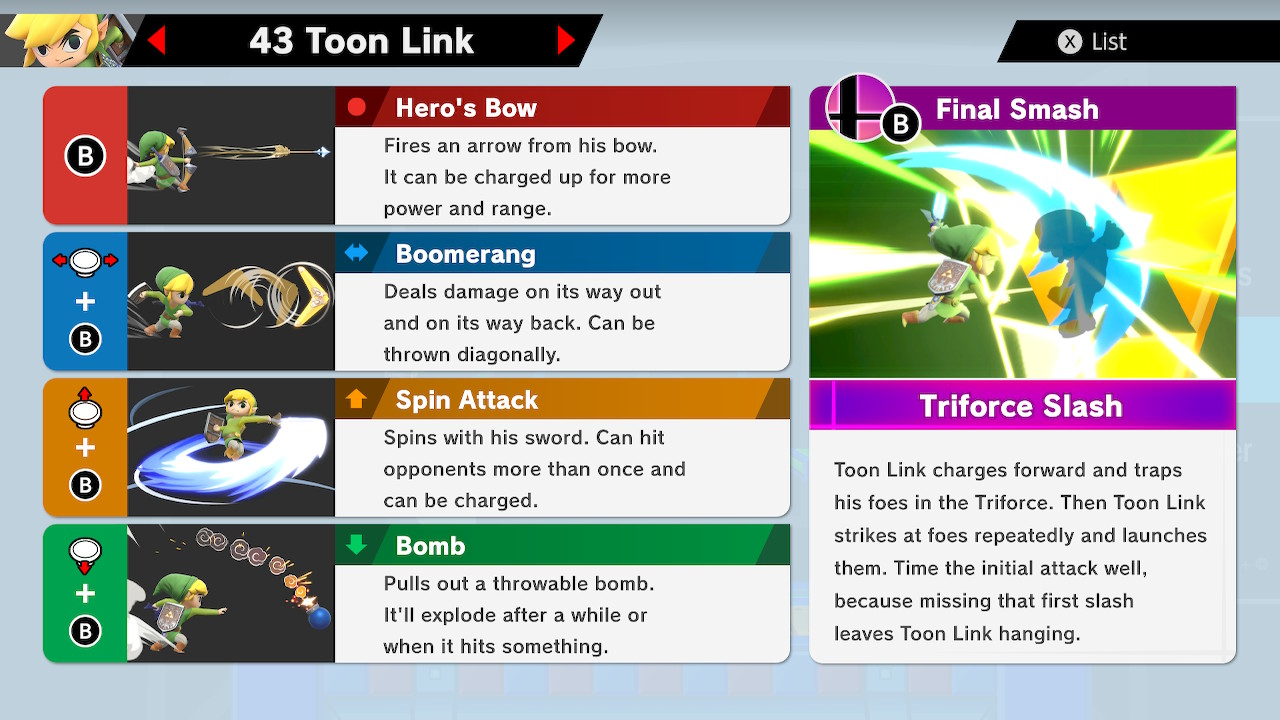 43 Toon Link
X List
B
Hero's Bow
Fires an arrow from his bow.
It can be charged up for more
power and range.
+
B
Boomerang
Deals damage on its way out
and on its way back. Can be
thrown diagonally.
+
B
Spin Attack
Spins with his sword. Can hit
opponents more than once and
can be charged.
+
B
Bomb
Pulls out a throwable bomb.
It'll explode after a while or
when it hits something.
B
Final Smash
Triforce Slash
Toon Link charges forward and traps
his foes in the Triforce. Then Toon Link
strikes at foes repeatedly and launches
them. Time the initial attack well,
because missing that first slash
leaves Toon Link hanging.